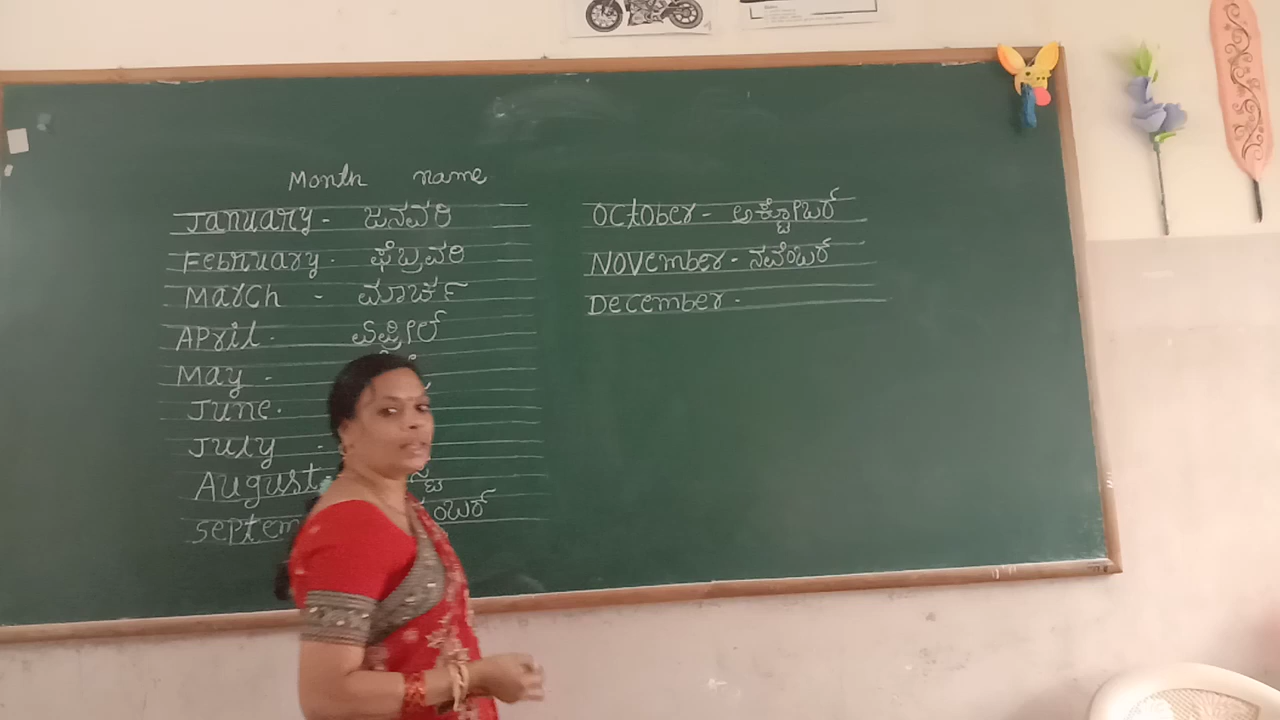 Month name
January - ಜನವರಿ
February - ಫೆಬ್ರವರಿ
March - ಮಾರ್ಚ್
April - ಏಪ್ರೀಲ್
May -
June -
July -
August -
Septem
October - ಅಕ್ಟೋಬರ್
November - ನವೆಂಬರ್
December -